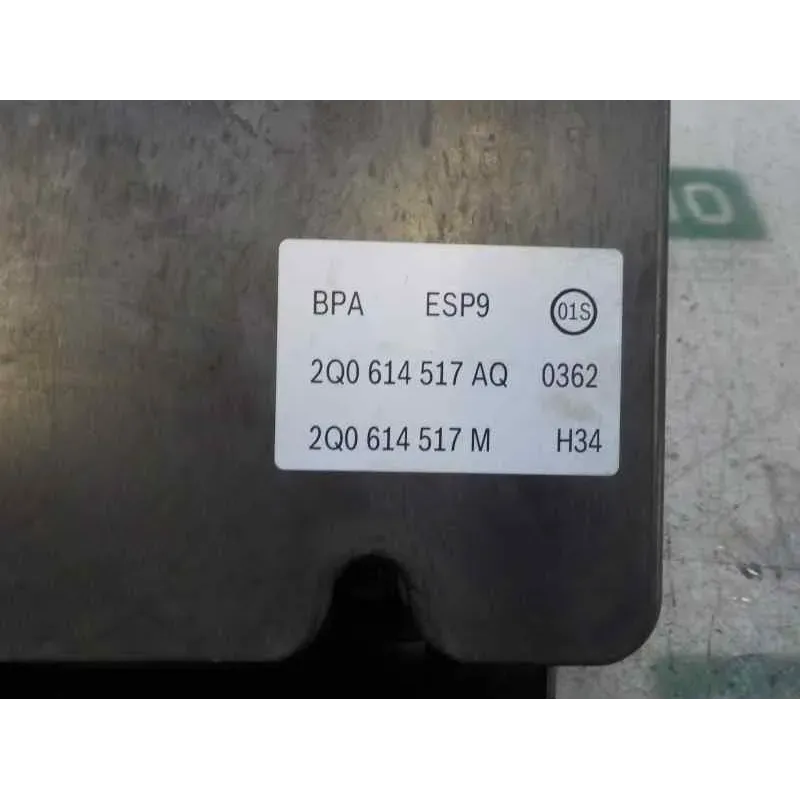 BPA ESP9 01S
2Q0 614 517 AQ 0362
2Q0 614 517 M H34